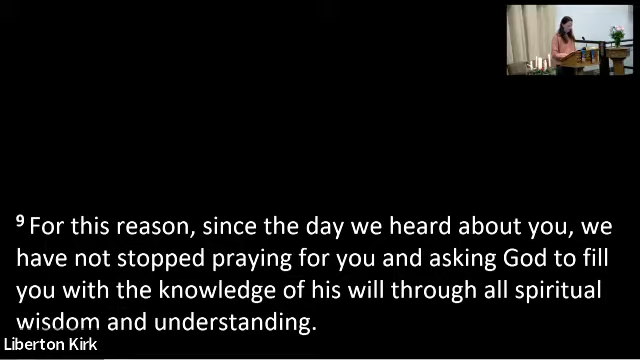 9 For this reason, since the day we heard about you, we
have not stopped praying for you and asking God to fill
you with the knowledge of his will through all spiritual
wisdom and understanding.
Liberton Kirk